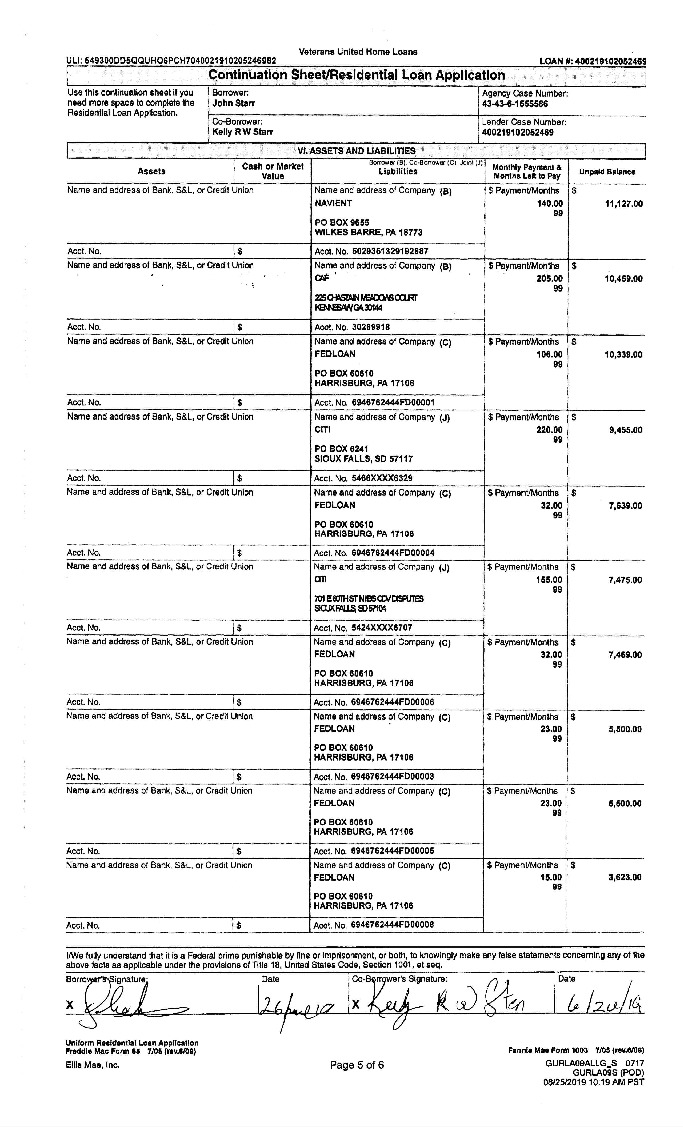 Veterans United Home Loans
ULI: 549300DD5QQUHO6PCH7040021910205246982
LOAN #: 400219102052469
Continuation Sheet/Residential Loan Application
Use this continuation sheet if you need more space to complete the Residential Loan Application.
Borrower:
John Starr
Agency Case Number:
43-43-6-1555566
Co-Borrower:
Kelly R W Starr
Lender Case Number:
400219102052469
VI. ASSETS AND LIABILITIES
Assets
Cash or Market Value
Borrower (B), Co-Borrower (C), Joint (J)
Liabilities
Monthly Payment & Months Left to Pay
Unpaid Balance
Name and address of Bank, S&L, or Credit Union
Name and address of Company (B)
$ Payment/Months
$
NAVIENT
140.00
11,127.00
99
PO BOX 9655
WILKES BARRE, PA 18773
Acct. No.
$
Acct. No. 5029351329192687
Name and address of Bank, S&L, or Credit Union
Name and address of Company (B)
$ Payment/Months
$
CAF
205.00
10,459.00
99
225 CHASTAIN MEADOWS COURT
KENNESAW, GA 30144
Acct. No.
$
Acct. No. 30289918
Name and address of Bank, S&L, or Credit Union
Name and address of Company (C)
$ Payment/Months
$
FEDLOAN
106.00
10,339.00
99
PO BOX 60610
HARRISBURG, PA 17106
Acct. No.
$
Acct. No. 6946762444FD00001
Name and address of Bank, S&L, or Credit Union
Name and address of Company (J)
$ Payment/Months
$
CITI
220.00
9,455.00
99
PO BOX 6241
SIOUX FALLS, SD 57117
Acct. No.
$
Acct. No. 5466XXXX6329
Name and address of Bank, S&L, or Credit Union
Name and address of Company (C)
$ Payment/Months
$
FEDLOAN
32.00
7,639.00
99
PO BOX 60610
HARRISBURG, PA 17106
Acct. No.
$
Acct. No. 6946762444FD00004
Name and address of Bank, S&L, or Credit Union
Name and address of Company (J)
$ Payment/Months
$
CITI
155.00
7,475.00
99
701 E 60TH ST N IBS CDV DISPUTES
SIOUX FALLS, SD 57104
Acct. No.
$
Acct. No. 5424XXXX6707
Name and address of Bank, S&L, or Credit Union
Name and address of Company (C)
$ Payment/Months
$
FEDLOAN
32.00
7,469.00
99
PO BOX 60610
HARRISBURG, PA 17106
Acct. No.
$
Acct. No. 6946762444FD00006
Name and address of Bank, S&L, or Credit Union
Name and address of Company (C)
$ Payment/Months
$
FEDLOAN
23.00
5,500.00
99
PO BOX 60610
HARRISBURG, PA 17106
Acct. No.
$
Acct. No. 6946762444FD00003
Name and address of Bank, S&L, or Credit Union
Name and address of Company (C)
$ Payment/Months
$
FEDLOAN
23.00
5,500.00
99
PO BOX 60610
HARRISBURG, PA 17106
Acct. No.
$
Acct. No. 6946762444FD00005
Name and address of Bank, S&L, or Credit Union
Name and address of Company (C)
$ Payment/Months
$
FEDLOAN
15.00
3,623.00
99
PO BOX 60610
HARRISBURG, PA 17106
Acct. No.
$
Acct. No. 6946762444FD00008
I/We fully understand that it is a Federal crime punishable by fine or imprisonment, or both, to knowingly make any false statements concerning any of the above facts as applicable under the provisions of Title 18, United States Code, Section 1001, et seq.
Borrower's Signature:
Date
Co-Borrower's Signature:
Date
X
X Kelly R W Starr
Uniform Residential Loan Application
Freddie Mac Form 65 7/05 (rev.6/09)
Fannie Mae Form 1003 7/05 (rev.6/09)
Ellie Mae, Inc.
Page 5 of 6
GURLA09ALLG_S 0717
GURLA09S (POD)
06/25/2019 10:19 AM PST